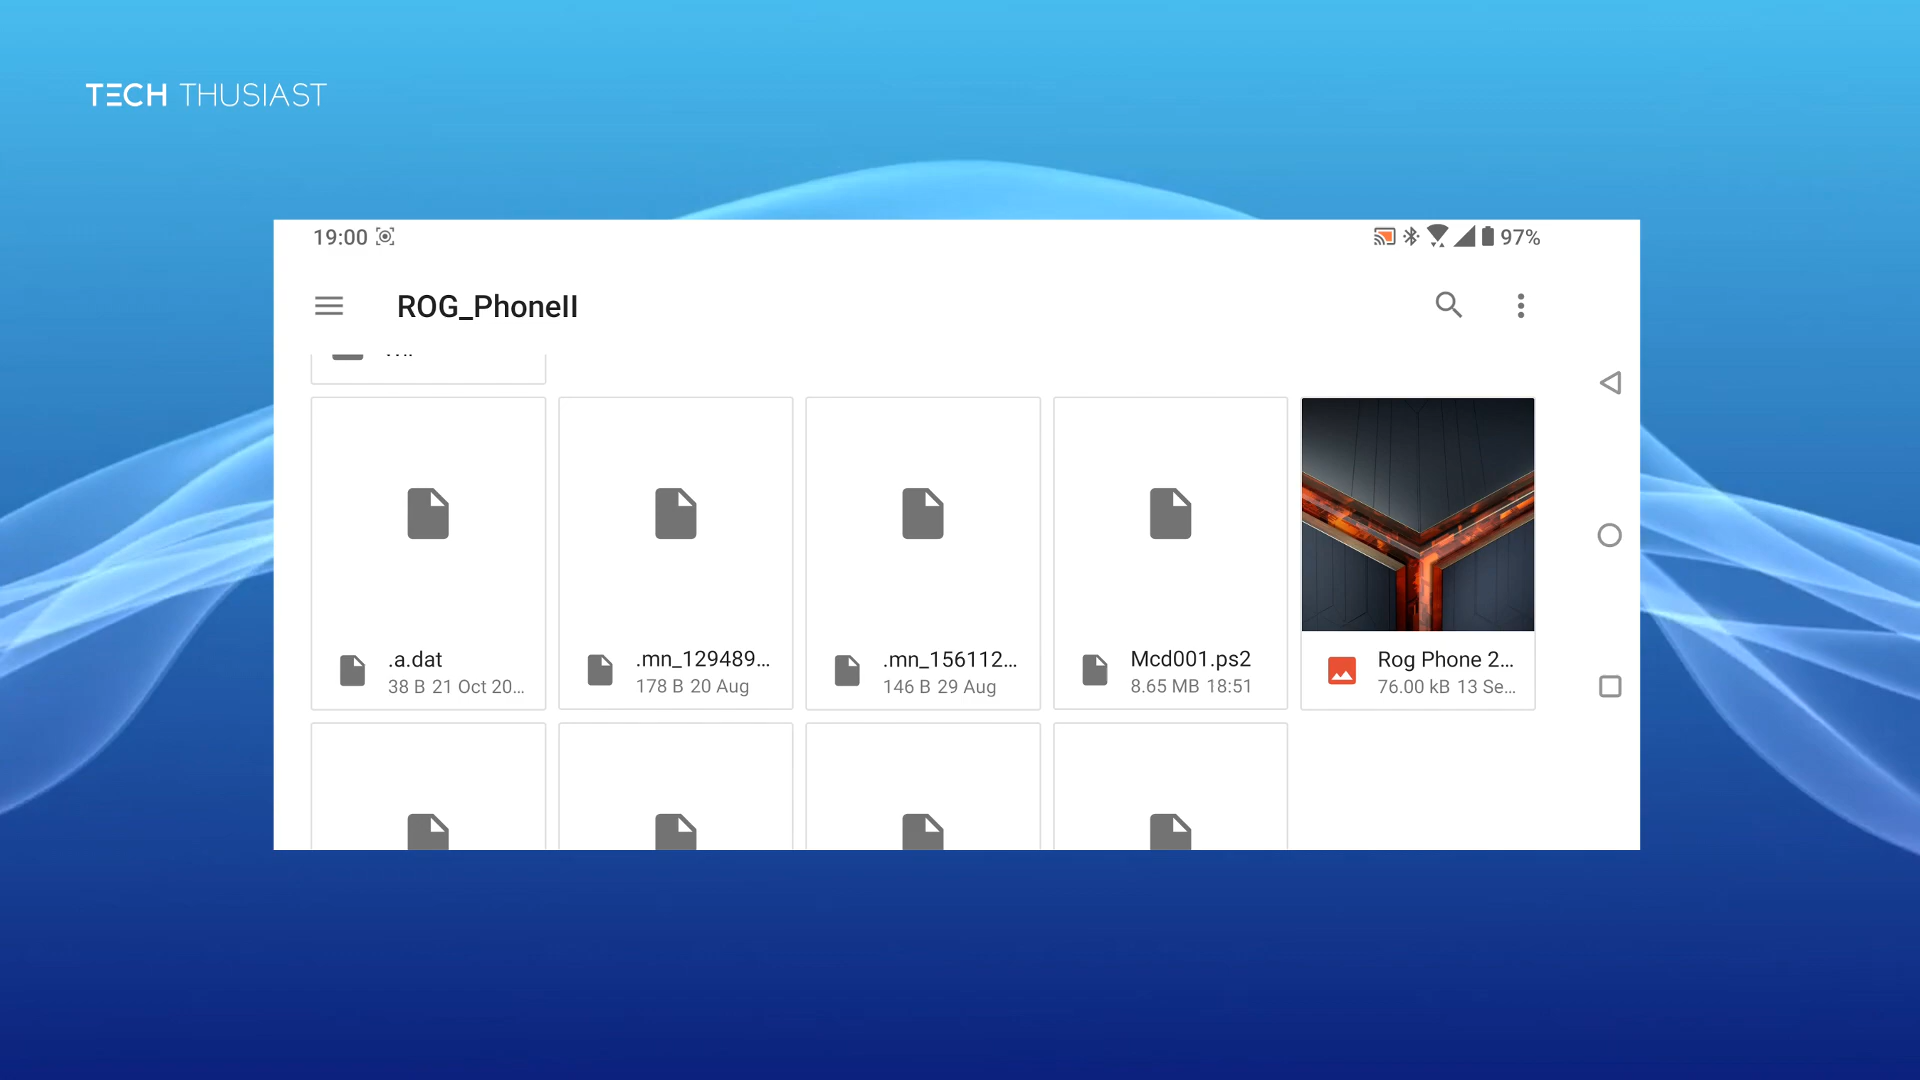 TECH THUSIAST
19:00
97%
ROG_PhoneII
.a.dat
38 B 21 Oct 20...
.mn_129489...
178 B 20 Aug
.mn_156112...
146 B 29 Aug
Mcd001.ps2
8.65 MB 18:51
Rog Phone 2...
76.00 kB 13 Se...